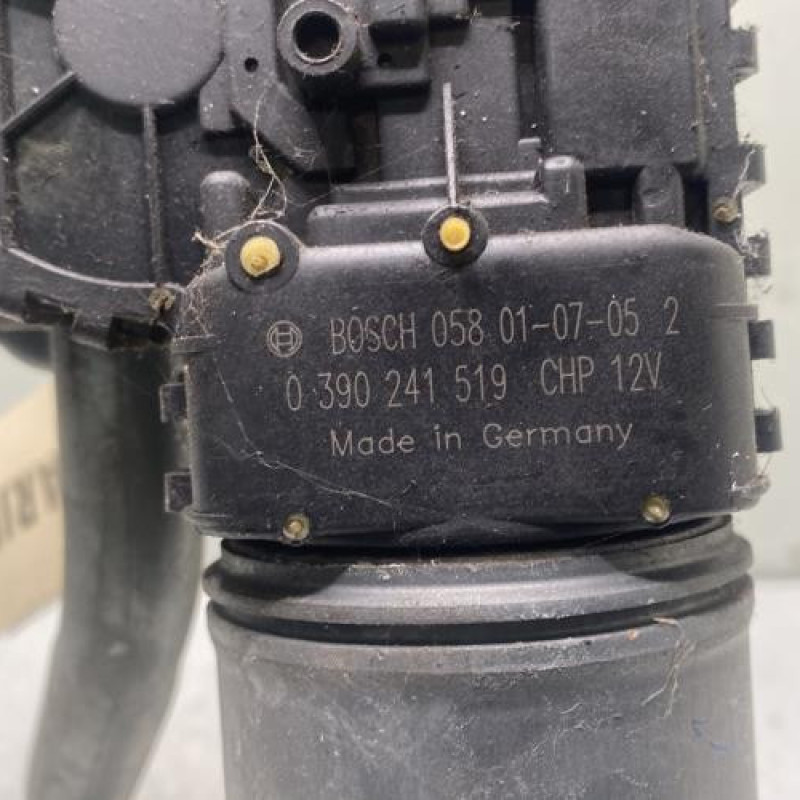 BOSCH 058 01-07-05 2
0 390 241 519 CHP 12V
Made in Germany